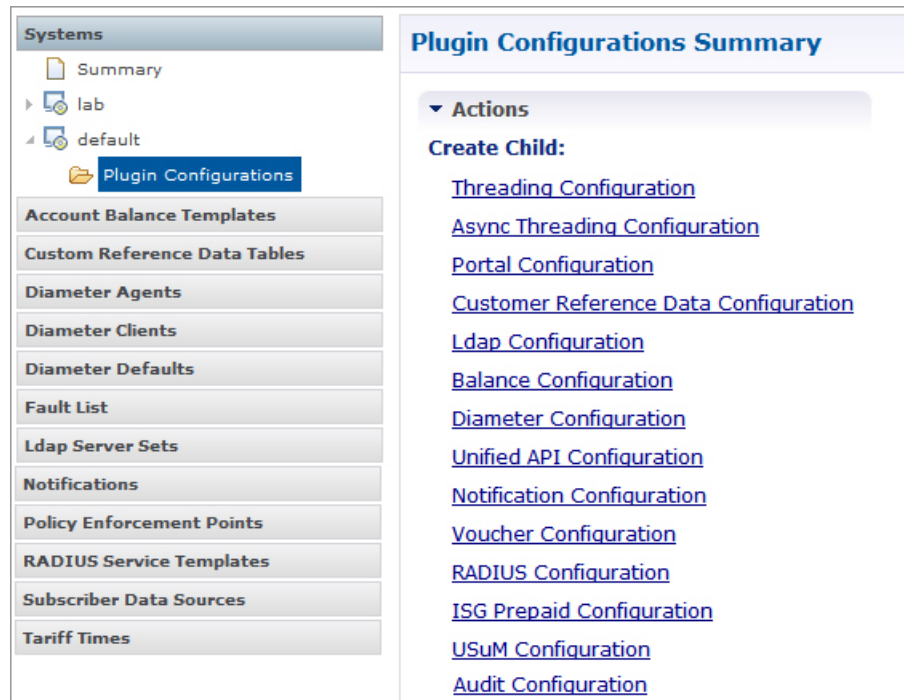 Systems
Summary
lab
default
Plugin Configurations
Account Balance Templates
Custom Reference Data Tables
Diameter Agents
Diameter Clients
Diameter Defaults
Fault List
Ldap Server Sets
Notifications
Policy Enforcement Points
RADIUS Service Templates
Subscriber Data Sources
Tariff Times
Plugin Configurations Summary
Actions
Create Child:
Threading Configuration
Async Threading Configuration
Portal Configuration
Customer Reference Data Configuration
Ldap Configuration
Balance Configuration
Diameter Configuration
Unified API Configuration
Notification Configuration
Voucher Configuration
RADIUS Configuration
ISG Prepaid Configuration
USuM Configuration
Audit Configuration